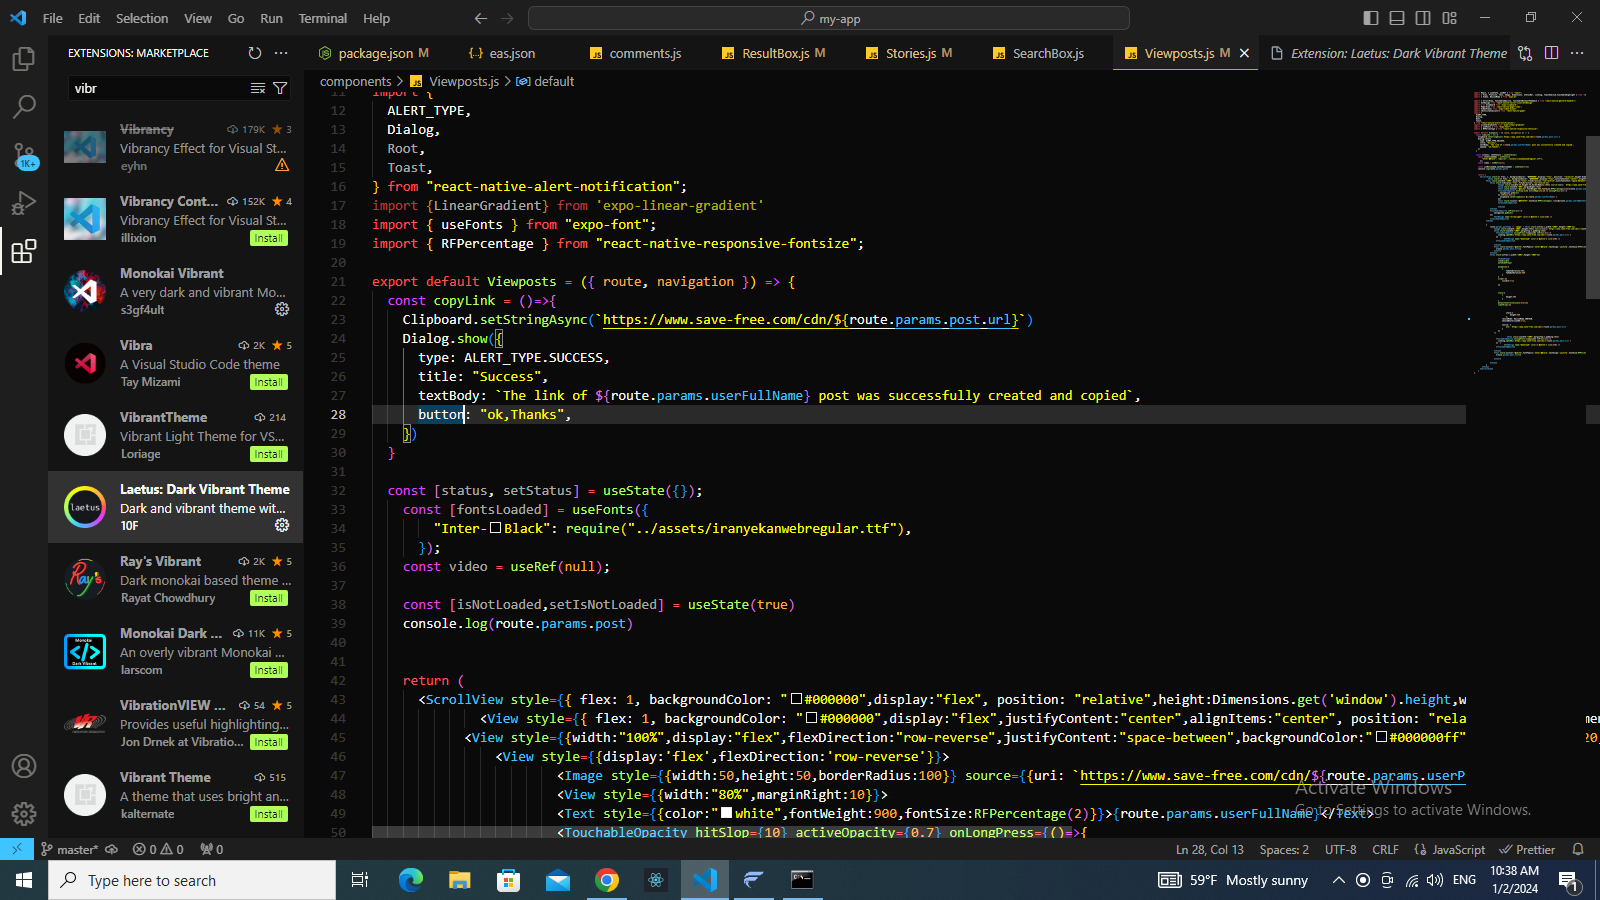 File Edit Selection View Go Run Terminal Help
my-app
EXTENSIONS: MARKETPLACE
package.json M
eas.json
comments.js
ResultBox.js M
Stories.js M
SearchBox.js
Viewposts.js M
Extension: Laetus: Dark Vibrant Theme
vibr
components > Viewposts.js > default
Vibrancy 179K 3
Vibrancy Effect for Visual St...
eyhn
Vibrancy Cont... 152K 4
Vibrancy Effect for Visual St...
illixion Install
Monokai Vibrant
A very dark and vibrant Mo...
s3gf4ult
Vibra 2K 5
A Visual Studio Code theme
Tay Mizami Install
VibrantTheme 214
Vibrant Light Theme for VS...
Loriage Install
laetus
Laetus: Dark Vibrant Theme
Dark and vibrant theme wit...
10F
Ray's
Ray's Vibrant 2K 5
Dark monokai based theme ...
Rayat Chowdhury Install
Monokai
</>
Dark Vibrant
Monokai Dark ... 11K 5
An overly vibrant Monokai ...
larscom Install
VibrationVIEW ... 54 5
Provides useful highlighting...
Jon Drnek at Vibratio... Install
Vibrant Theme 515
A theme that uses bright an...
kalternate Install
1K+
11 import {
12 ALERT_TYPE,
13 Dialog,
14 Root,
15 Toast,
16 } from "react-native-alert-notification";
17 import {LinearGradient} from 'expo-linear-gradient'
18 import { useFonts } from "expo-font";
19 import { RFPercentage } from "react-native-responsive-fontsize";
20
21 export default Viewposts = ({ route, navigation }) => {
22 const copyLink = ()=>{
23 Clipboard.setStringAsync(`https://www.save-free.com/cdn/${route.params.post.url}`)
24 Dialog.show({
25 type: ALERT_TYPE.SUCCESS,
26 title: "Success",
27 textBody: `The link of ${route.params.userFullName} post was successfully created and copied`,
28 button: "ok,Thanks",
29 })
30 }
31
32 const [status, setStatus] = useState({});
33 const [fontsLoaded] = useFonts({
34 "Inter-Black": require("../assets/iranyekanwebregular.ttf"),
35 });
36 const video = useRef(null);
37
38 const [isNotLoaded,setIsNotLoaded] = useState(true)
39 console.log(route.params.post)
40
41
42 return (
43 <ScrollView style={{ flex: 1, backgroundColor: "#000000",display:"flex", position: "relative",height:Dimensions.get('window').height,w
44 <View style={{ flex: 1, backgroundColor: "#000000",display:"flex",justifyContent:"center",alignItems:"center", position: "rela
45 <View style={{width:"100%",display:"flex",flexDirection:"row-reverse",justifyContent:"space-between",backgroundColor:"#000000ff"
46 <View style={{display:'flex',flexDirection:'row-reverse'}}>
47 <Image style={{width:50,height:50,borderRadius:100}} source={{uri: `https://www.save-free.com/cdn/${route.params.userP
48 <View style={{width:"80%",marginRight:10}}>
49 <Text style={{color:"white",fontWeight:900,fontSize:RFPercentage(2)}}>{route.params.userFullName}</Text>
50 <TouchableOpacity hitSlop={10} activeOpacity={0.7} onLongPress={()=>{
Activate Windows
Go to Settings to activate Windows.
master* 0 0 0
Ln 28, Col 13 Spaces: 2 UTF-8 CRLF JavaScript Prettier
Type here to search
59°F Mostly sunny
ENG
10:38 AM
1/2/2024
1